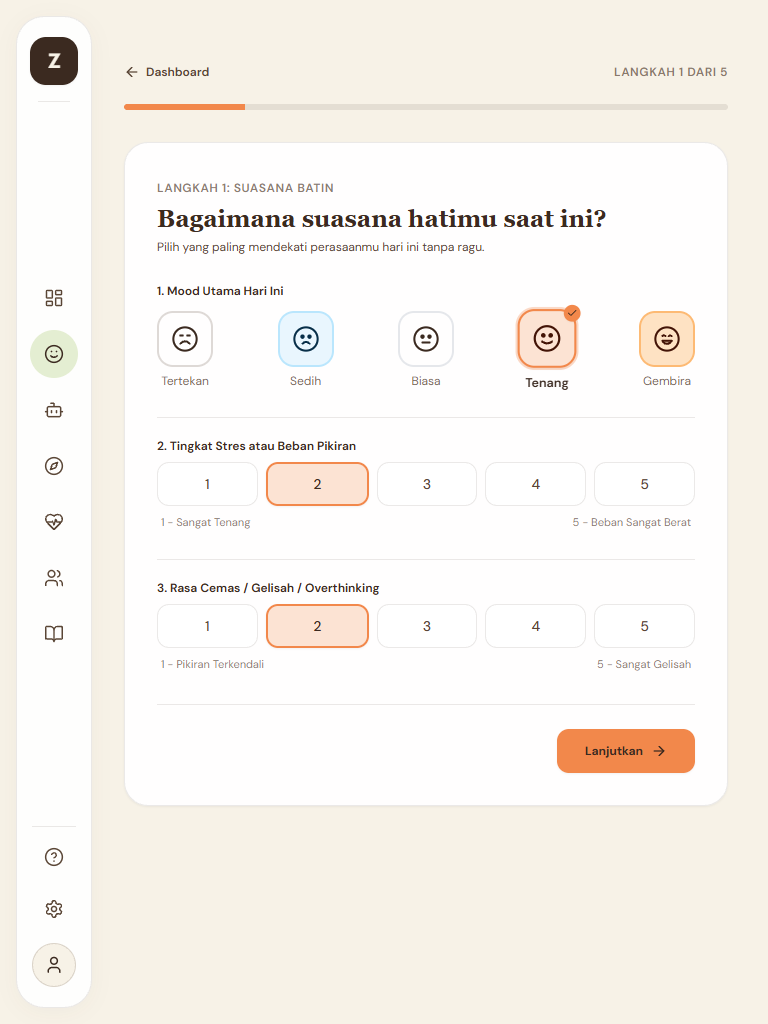 Z
Dashboard
LANGKAH 1 DARI 5
LANGKAH 1: SUASANA BATIN
Bagaimana suasana hatimu saat ini?
Pilih yang paling mendekati perasaanmu hari ini tanpa ragu.
1. Mood Utama Hari Ini
Tertekan
Sedih
Biasa
Tenang
Gembira
2. Tingkat Stres atau Beban Pikiran
1 2 3 4 5
1 - Sangat Tenang
5 - Beban Sangat Berat
3. Rasa Cemas / Gelisah / Overthinking
1 2 3 4 5
1 - Pikiran Terkendali
5 - Sangat Gelisah
Lanjutkan